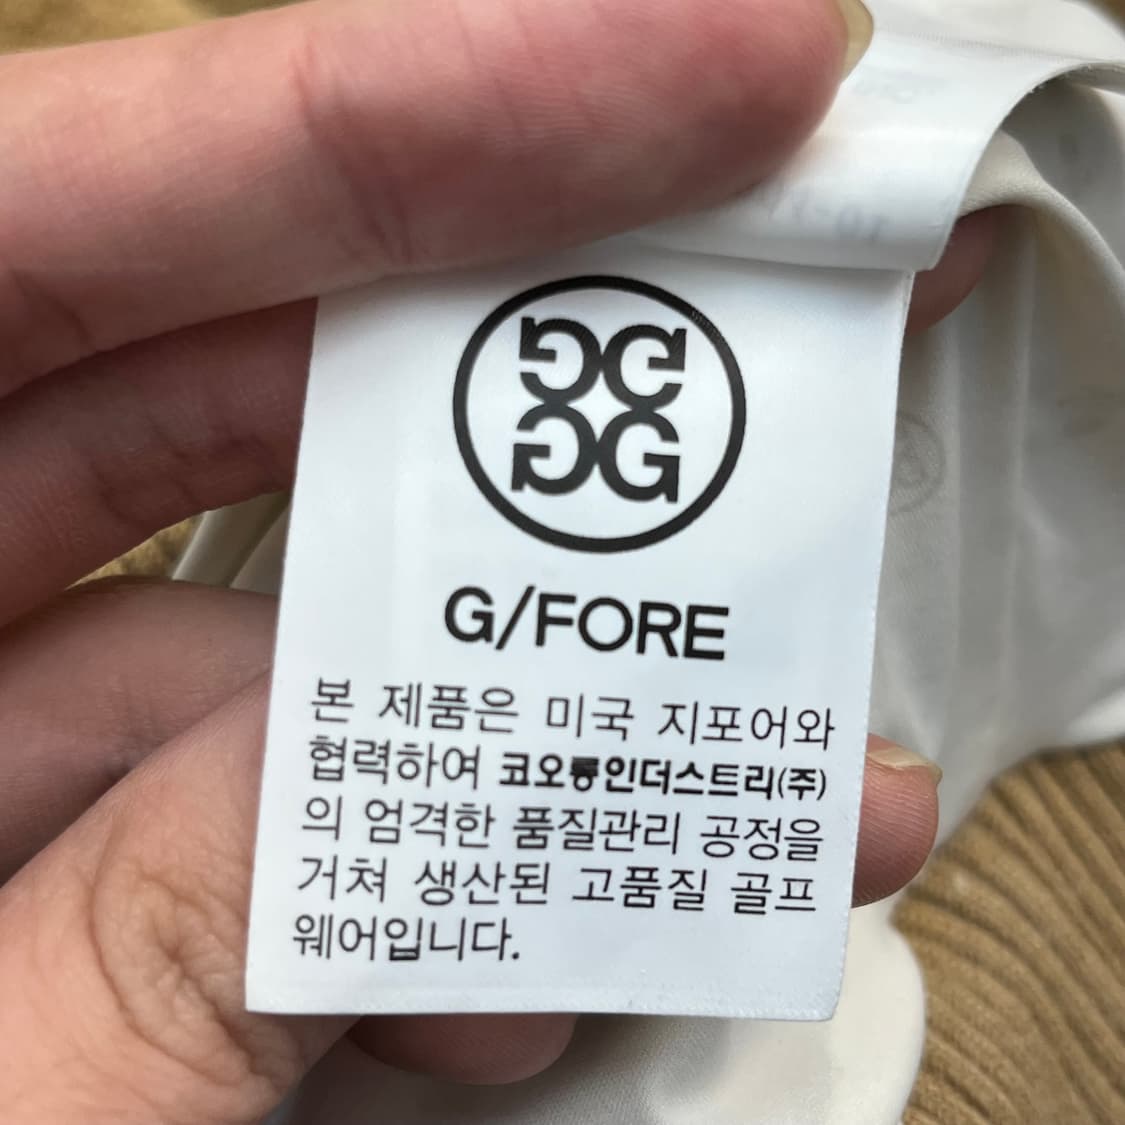 G/FORE
본 제품은 미국 지포어와
협력하여 코오롱인더스트리(주)
의 엄격한 품질관리 공정을
거쳐 생산된 고품질 골프
웨어입니다.